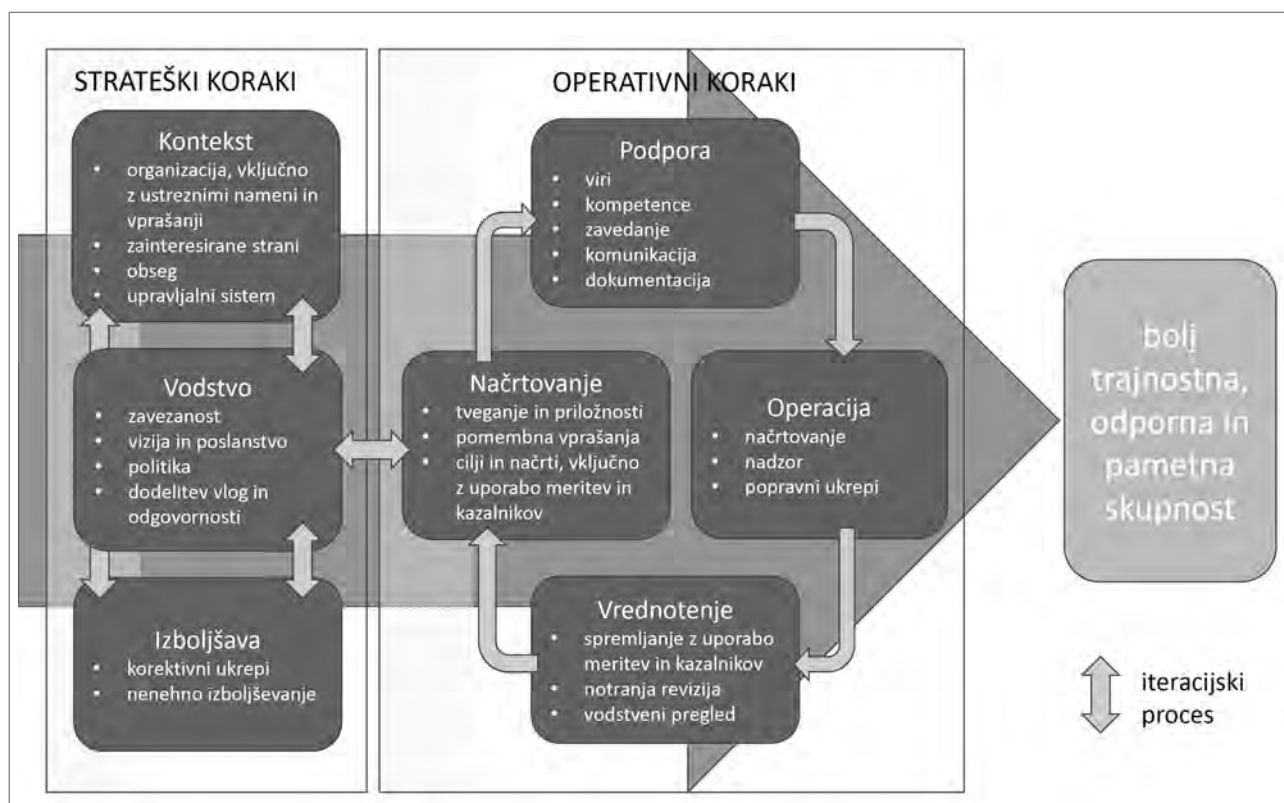 STRATEŠKI KORAKI
Kontekst
• organizacija, vključno
z ustreznimi nameni in
vprašanji
• zainteresirane strani
• obseg
• upravljalni sistem
Vodstvo
• zavezanost
• vizija in poslanstvo
• politika
• dodelitev vlog in
odgovornosti
Izboljšava
• korektivni ukrepi
• nenehno izboljševanje
OPERATIVNI KORAKI
Podpora
• viri
• kompetence
• zavedanje
• komunikacija
• dokumentacija
Načrtovanje
• tveganje in priložnosti
• pomembna vprašanja
• cilji in načrti, vključno
z uporabo meritev in
kazalnikov
Operacija
• načrtovanje
• nadzor
• popravni ukrepi
Vrednotenje
• spremljanje z uporabo
meritev in kazalnikov
• notranja revizija
• vodstveni pregled
bolj
trajnostna,
odporna in
pametna
skupnost
iteracijski
proces